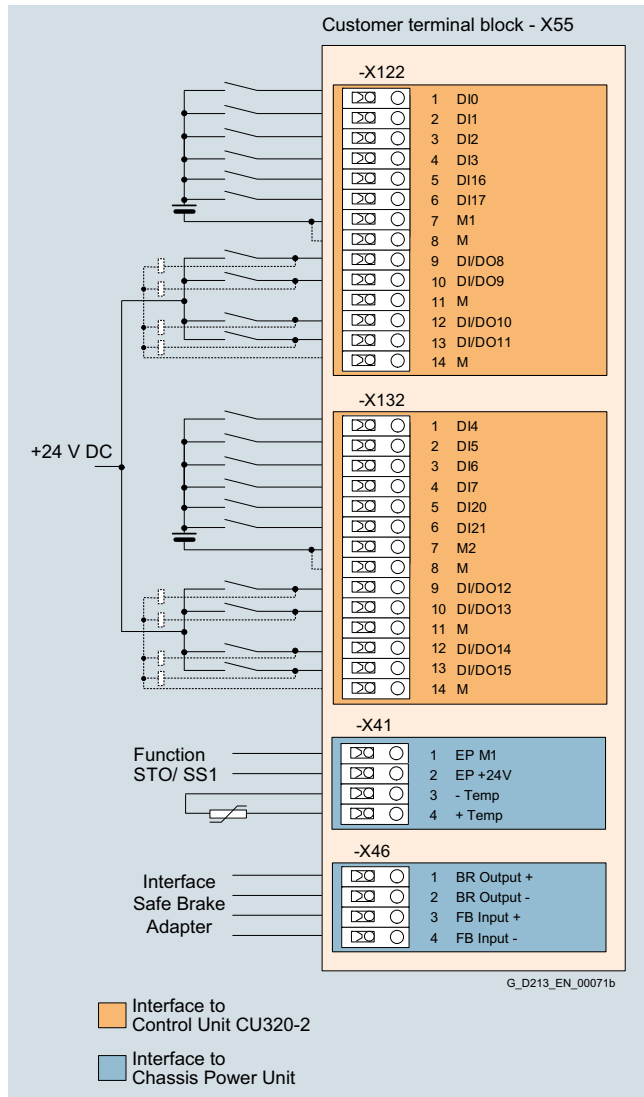 Customer terminal block - X55
-X122
1 DI0
2 DI1
3 DI2
4 DI3
5 DI16
6 DI17
7 M1
8 M
9 DI/DO8
10 DI/DO9
11 M
12 DI/DO10
13 DI/DO11
14 M
+24 V DC
-X132
1 DI4
2 DI5
3 DI6
4 DI7
5 DI20
6 DI21
7 M2
8 M
9 DI/DO12
10 DI/DO13
11 M
12 DI/DO14
13 DI/DO15
14 M
-X41
Function
STO/ SS1
1 EP M1
2 EP +24V
3 - Temp
4 + Temp
-X46
Interface
Safe Brake
Adapter
1 BR Output +
2 BR Output -
3 FB Input +
4 FB Input -
G_D213_EN_00071b
Interface to
Control Unit CU320-2
Interface to
Chassis Power Unit